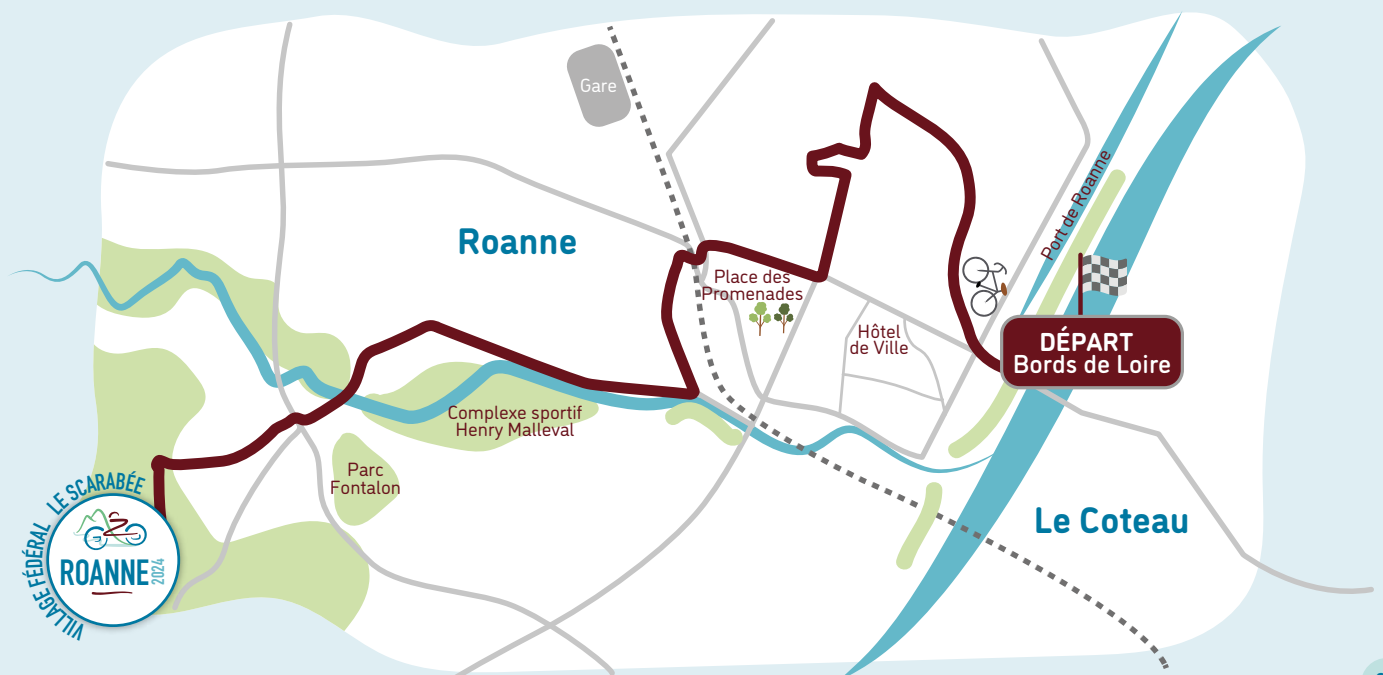 Gare
Roanne
Port de Roanne
Place des
Promenades
Hôtel
de Ville
DÉPART
Bords de Loire
Complexe sportif
Henry Malleval
Parc
Fontalon
Le Coteau
VILLAGE FÉDÉRAL LE SCARABÉE
ROANNE 2024